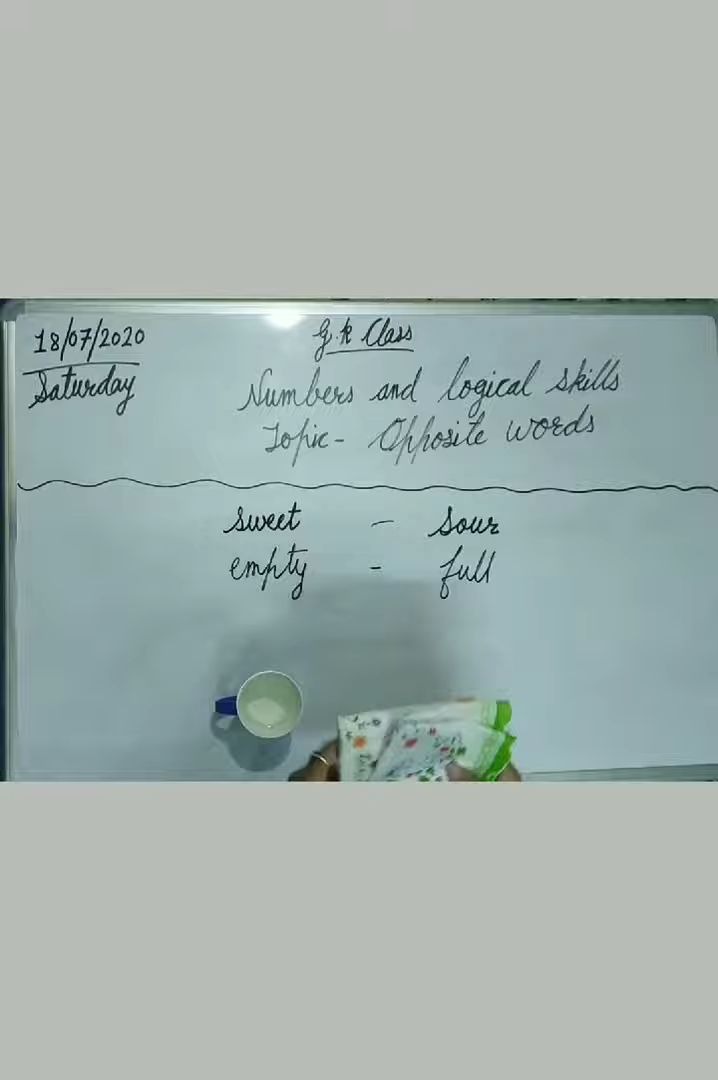 18/07/2020
Saturday
G.K Class
Numbers and logical skills
Topic - Opposite words
sweet - sour
empty - full